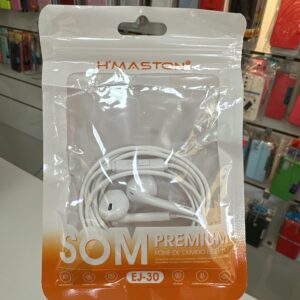 H'MASTON
SOM
PREMIUM
FONE DE OUVIDO
EJ-30